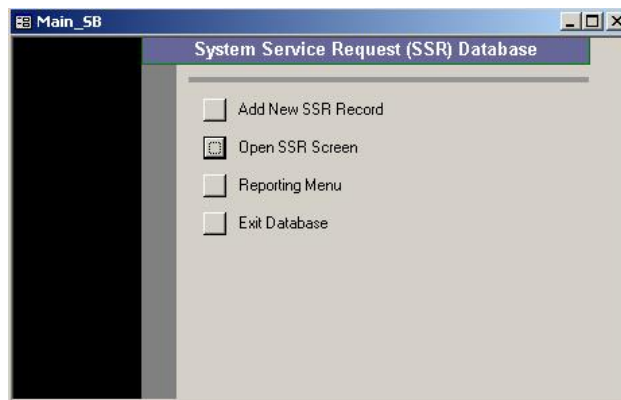 Main_SB
System Service Request (SSR) Database
Add New SSR Record
Open SSR Screen
Reporting Menu
Exit Database